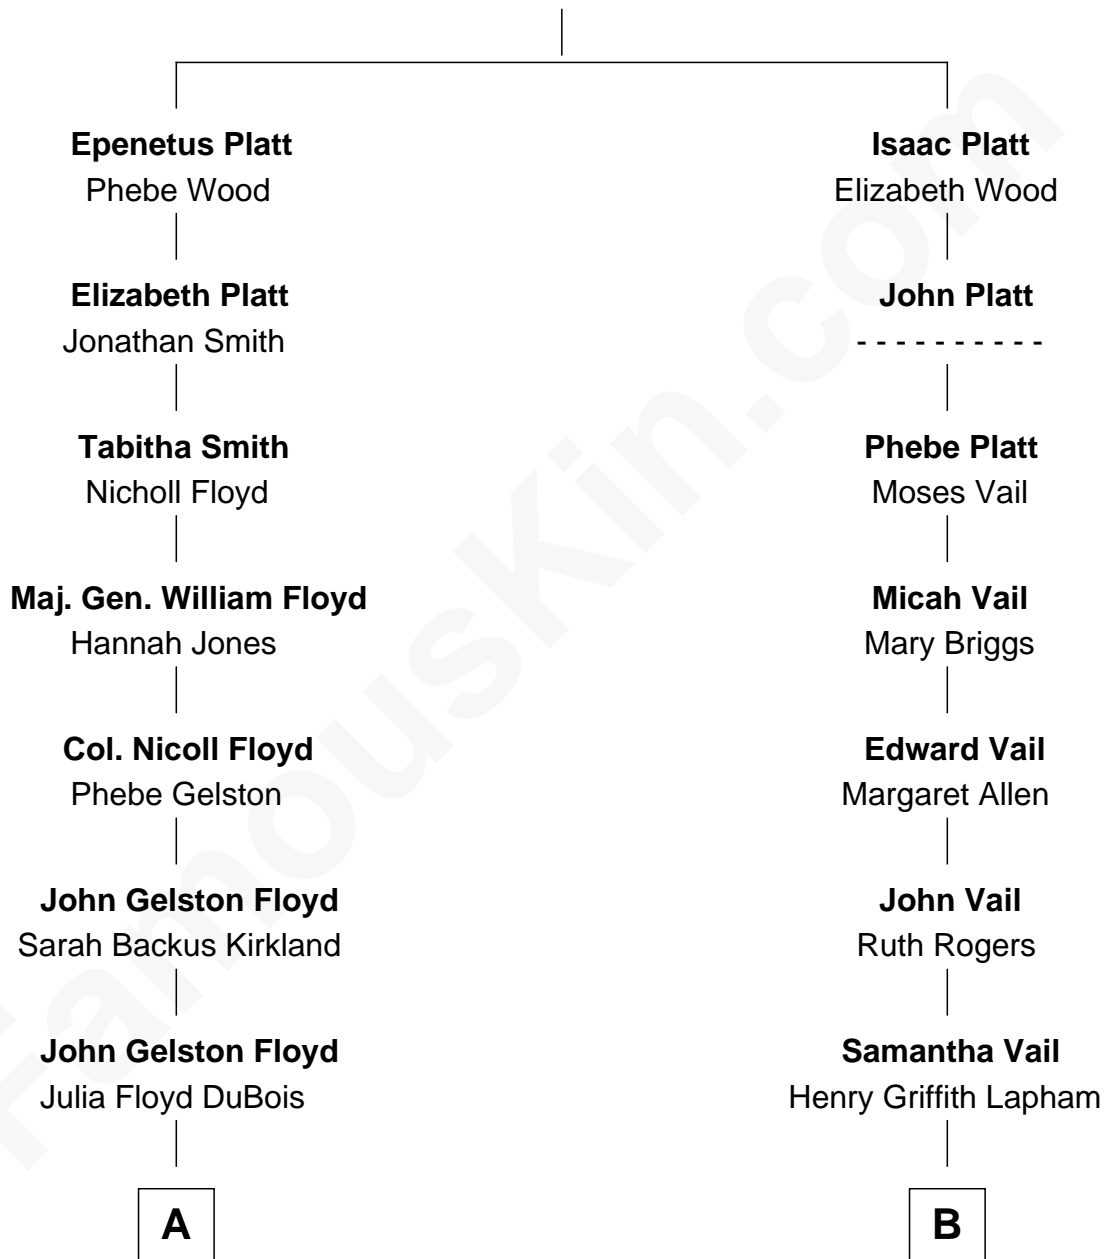 Epenetus Platt
Phebe Wood
Elizabeth Platt
Jonathan Smith
Tabitha Smith
Nicholl Floyd
Maj. Gen. William Floyd
Hannah Jones
Col. Nicoll Floyd
Phebe Gelston
John Gelston Floyd
Sarah Backus Kirkland
John Gelston Floyd
Julia Floyd DuBois
A
Isaac Platt
Elizabeth Wood
John Platt
- - - - - - - - - -
Phebe Platt
Moses Vail
Micah Vail
Mary Briggs
Edward Vail
Margaret Allen
John Vail
Ruth Rogers
Samantha Vail
Henry Griffith Lapham
B
FamousKin.com